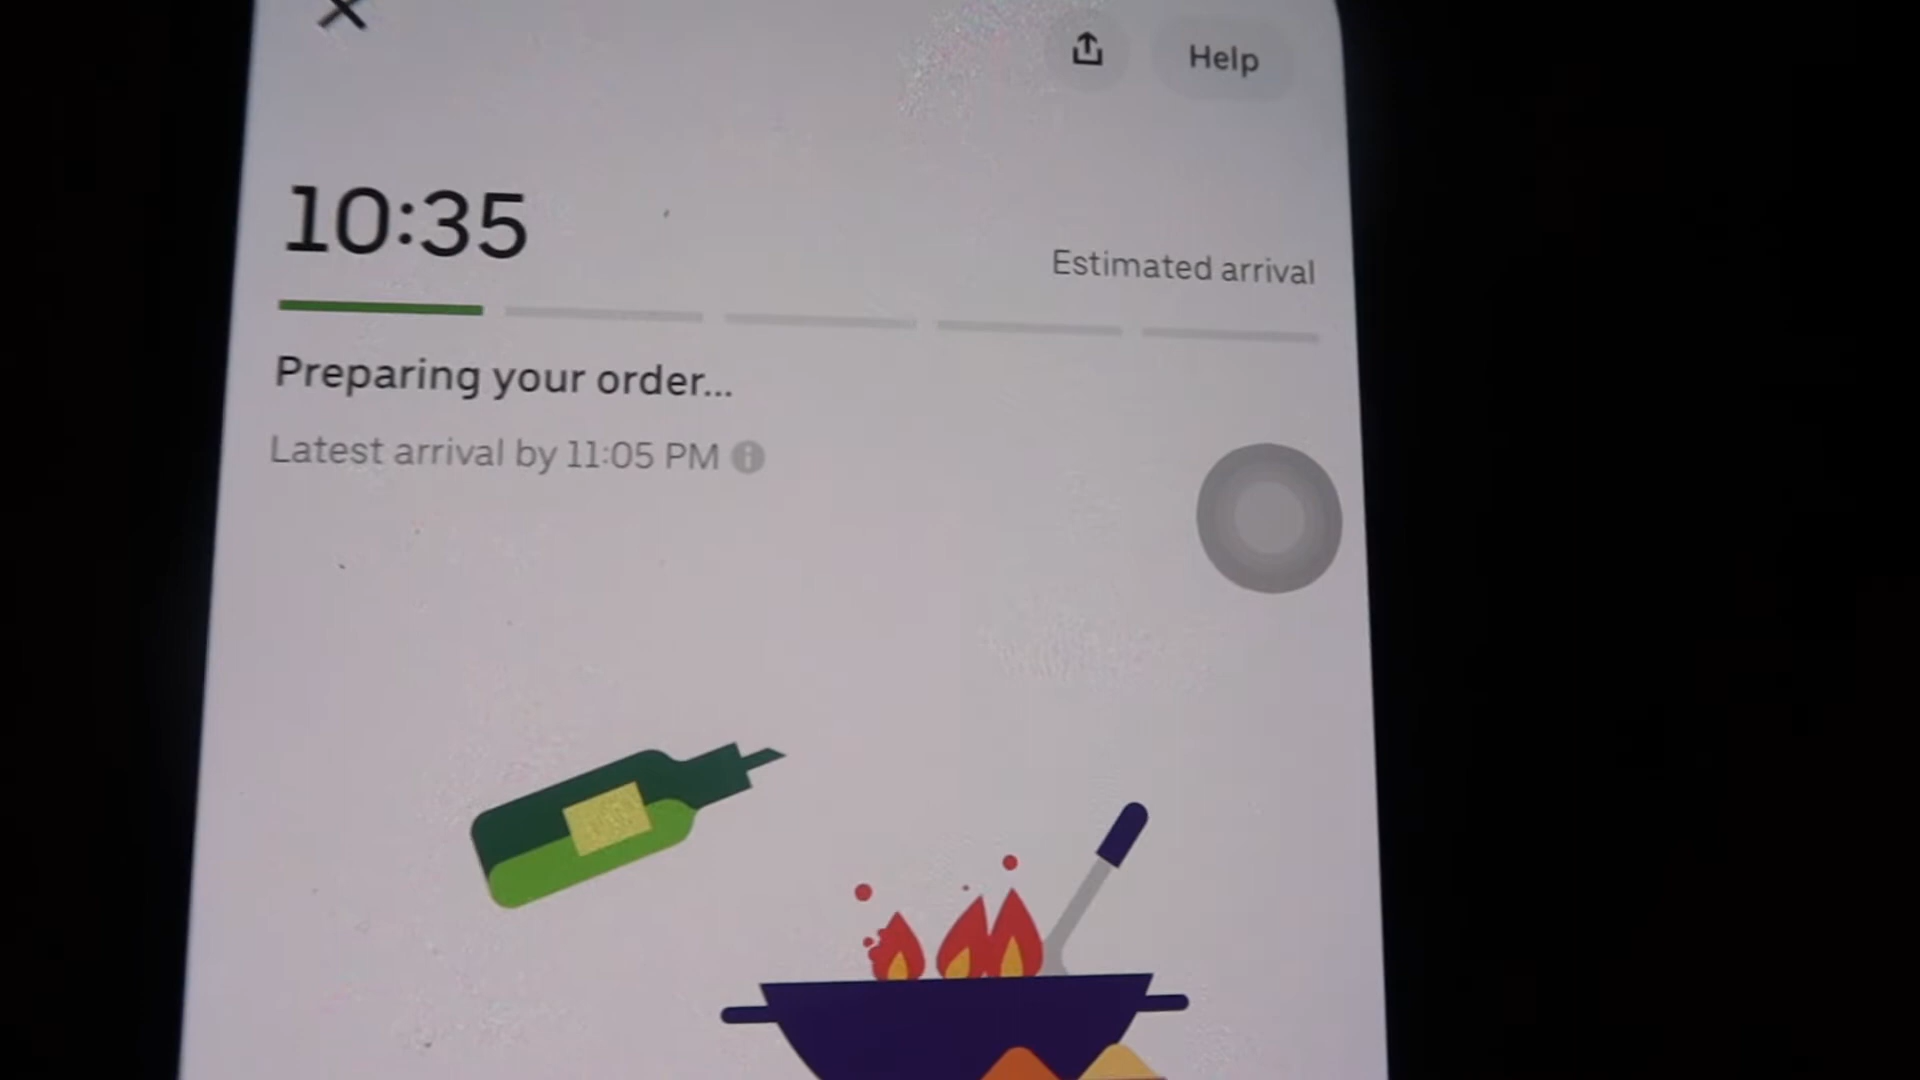 Help
10:35
Estimated arrival
Preparing your order...
Latest arrival by 11:05 PM